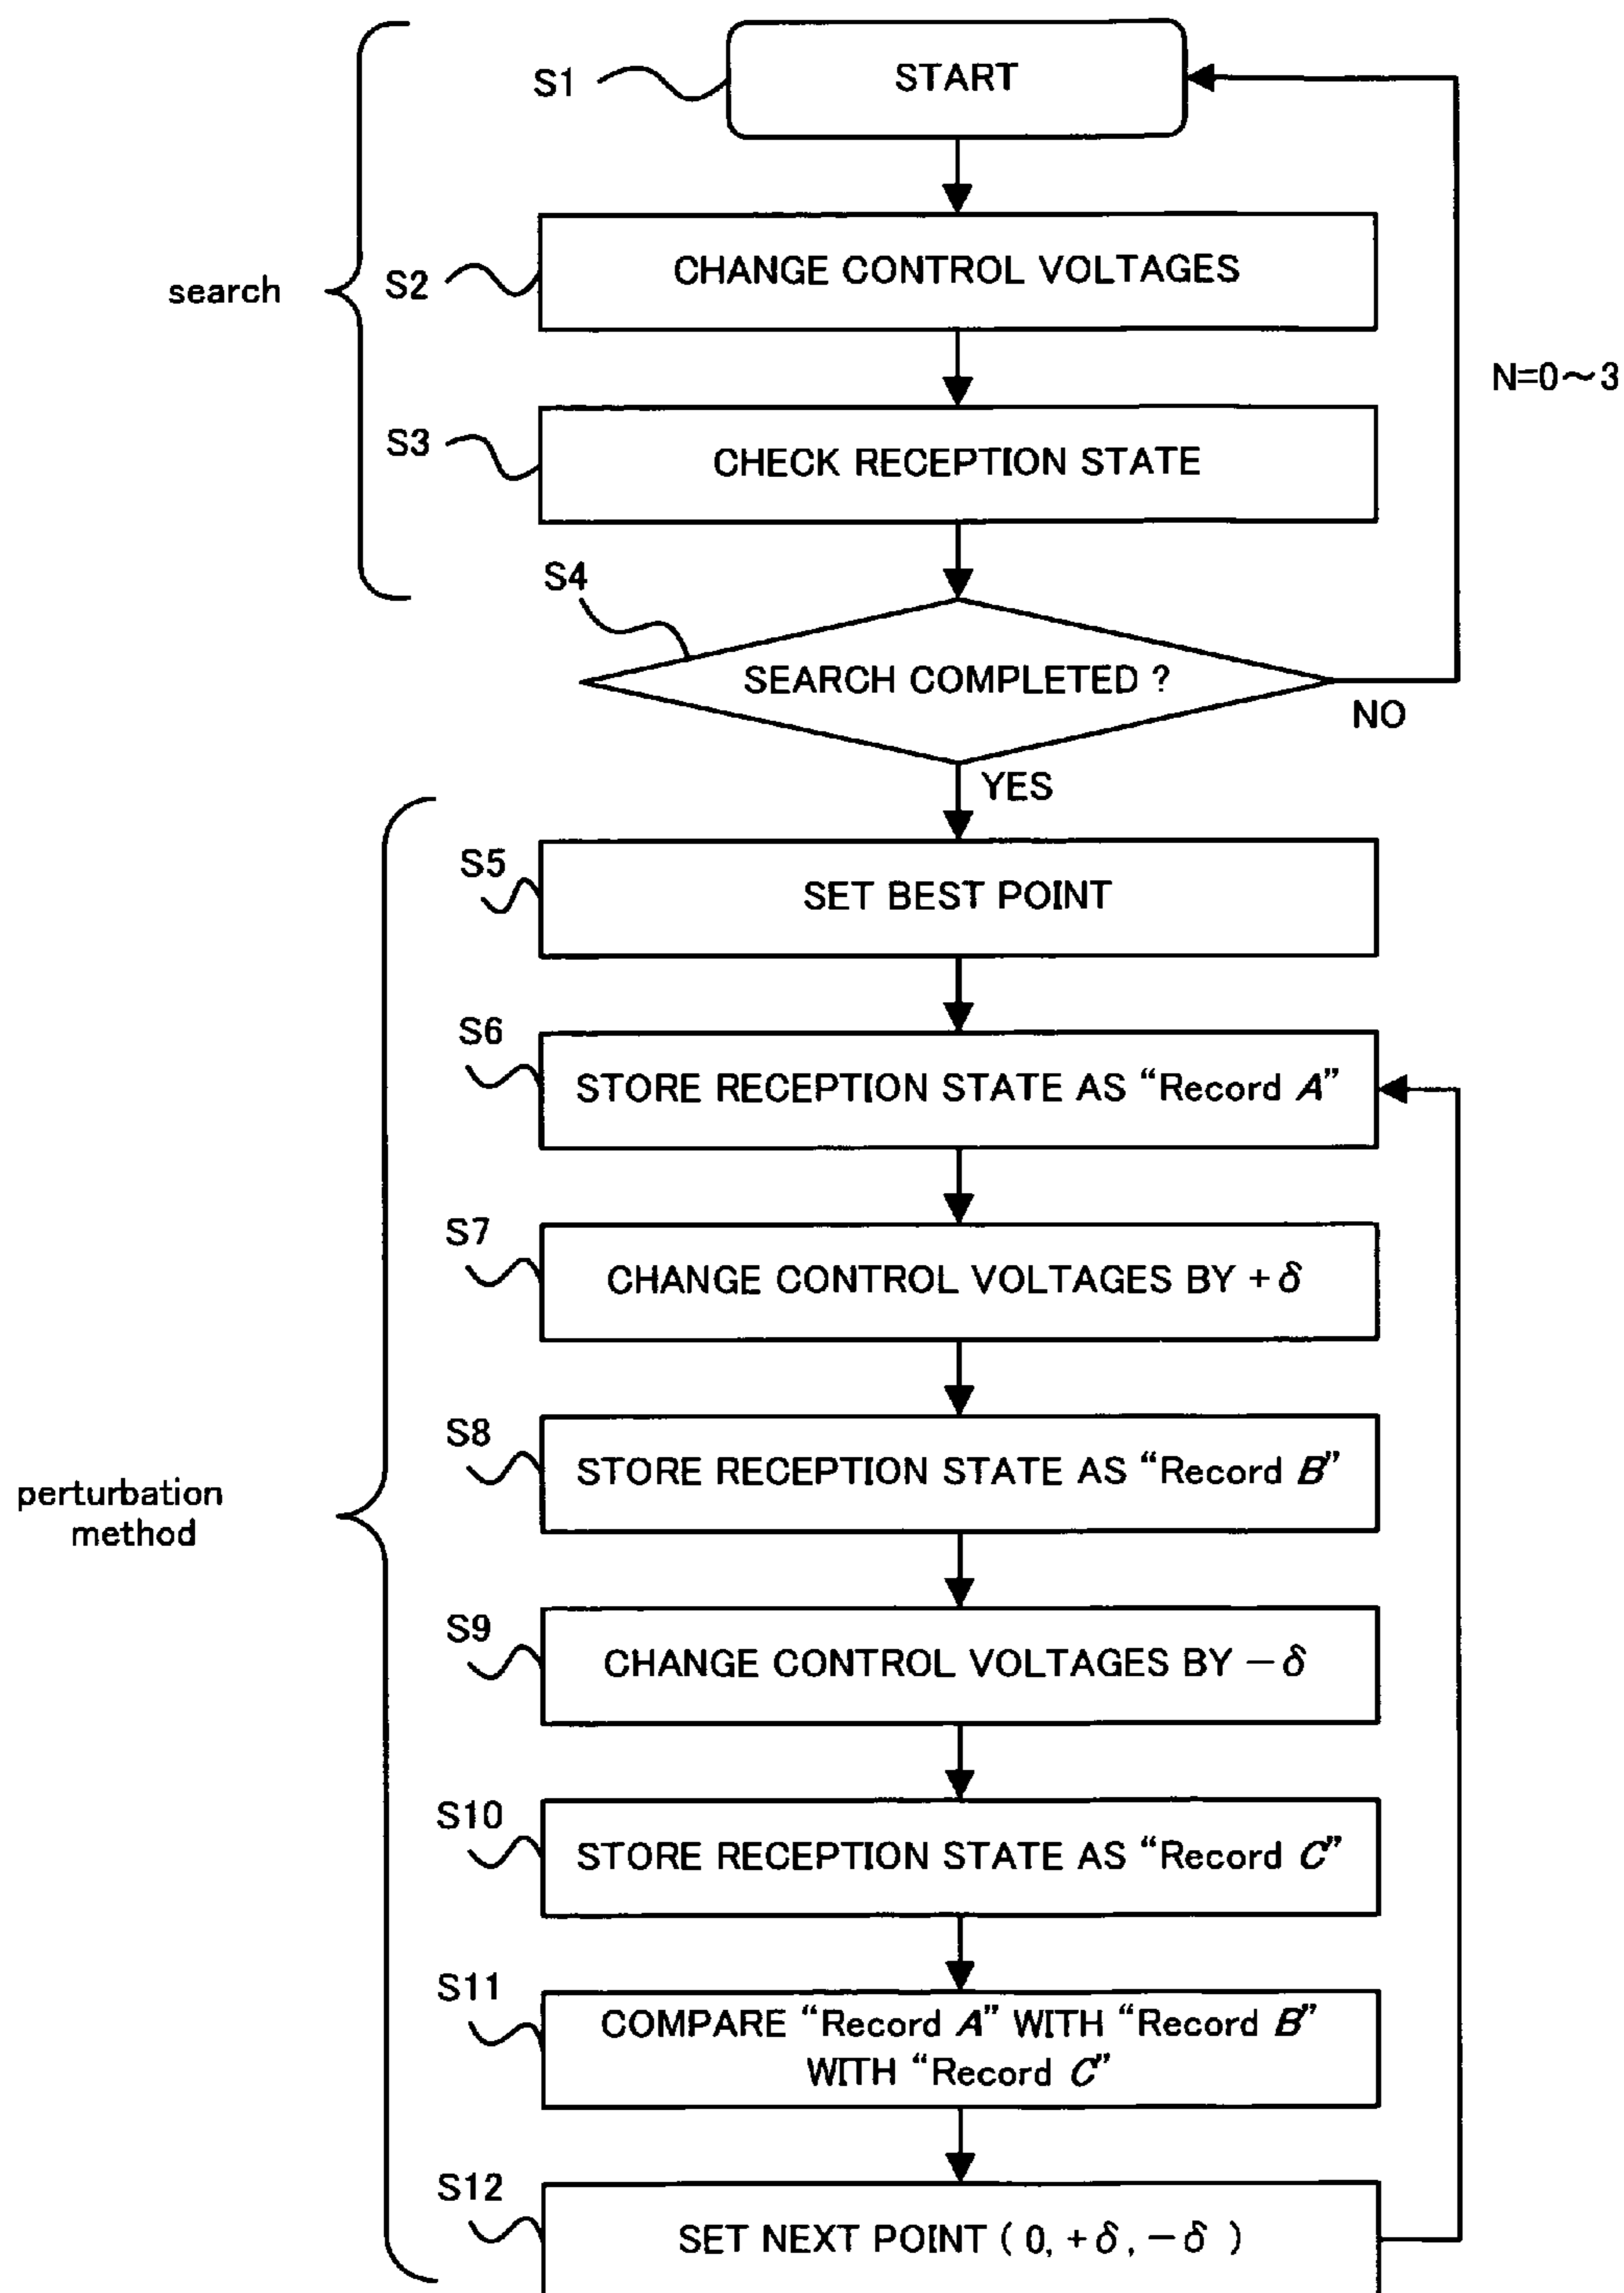 S1
START
S2
CHANGE CONTROL VOLTAGES
search
N=0～3
S3
CHECK RECEPTION STATE
S4
SEARCH COMPLETED ?
NO
YES
S5
SET BEST POINT
S6
STORE RECEPTION STATE AS “Record A”
S7
CHANGE CONTROL VOLTAGES BY +δ
S8
STORE RECEPTION STATE AS “Record B”
perturbation
method
S9
CHANGE CONTROL VOLTAGES BY －δ
S10
STORE RECEPTION STATE AS “Record C”
S11
COMPARE “Record A” WITH “Record B”
WITH “Record C”
S12
SET NEXT POINT ( 0, +δ, －δ )